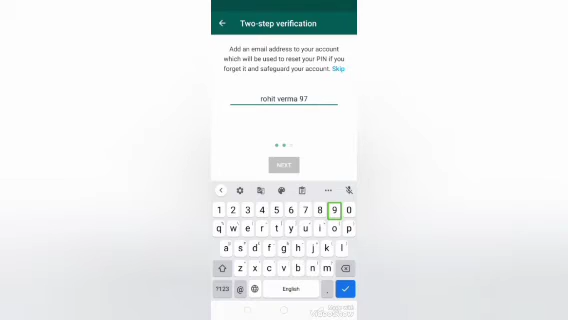 Two-step verification
Add an email address to your account
which will be used to reset your PIN if you
forget it and safeguard your account. Skip
rohit verma 97
NEXT
1 2 3 4 5 6 7 8 9 0
q w e r t y u i o p
a s d f g h j k l
z x c v b n m
?123 @ English .
VideoShow